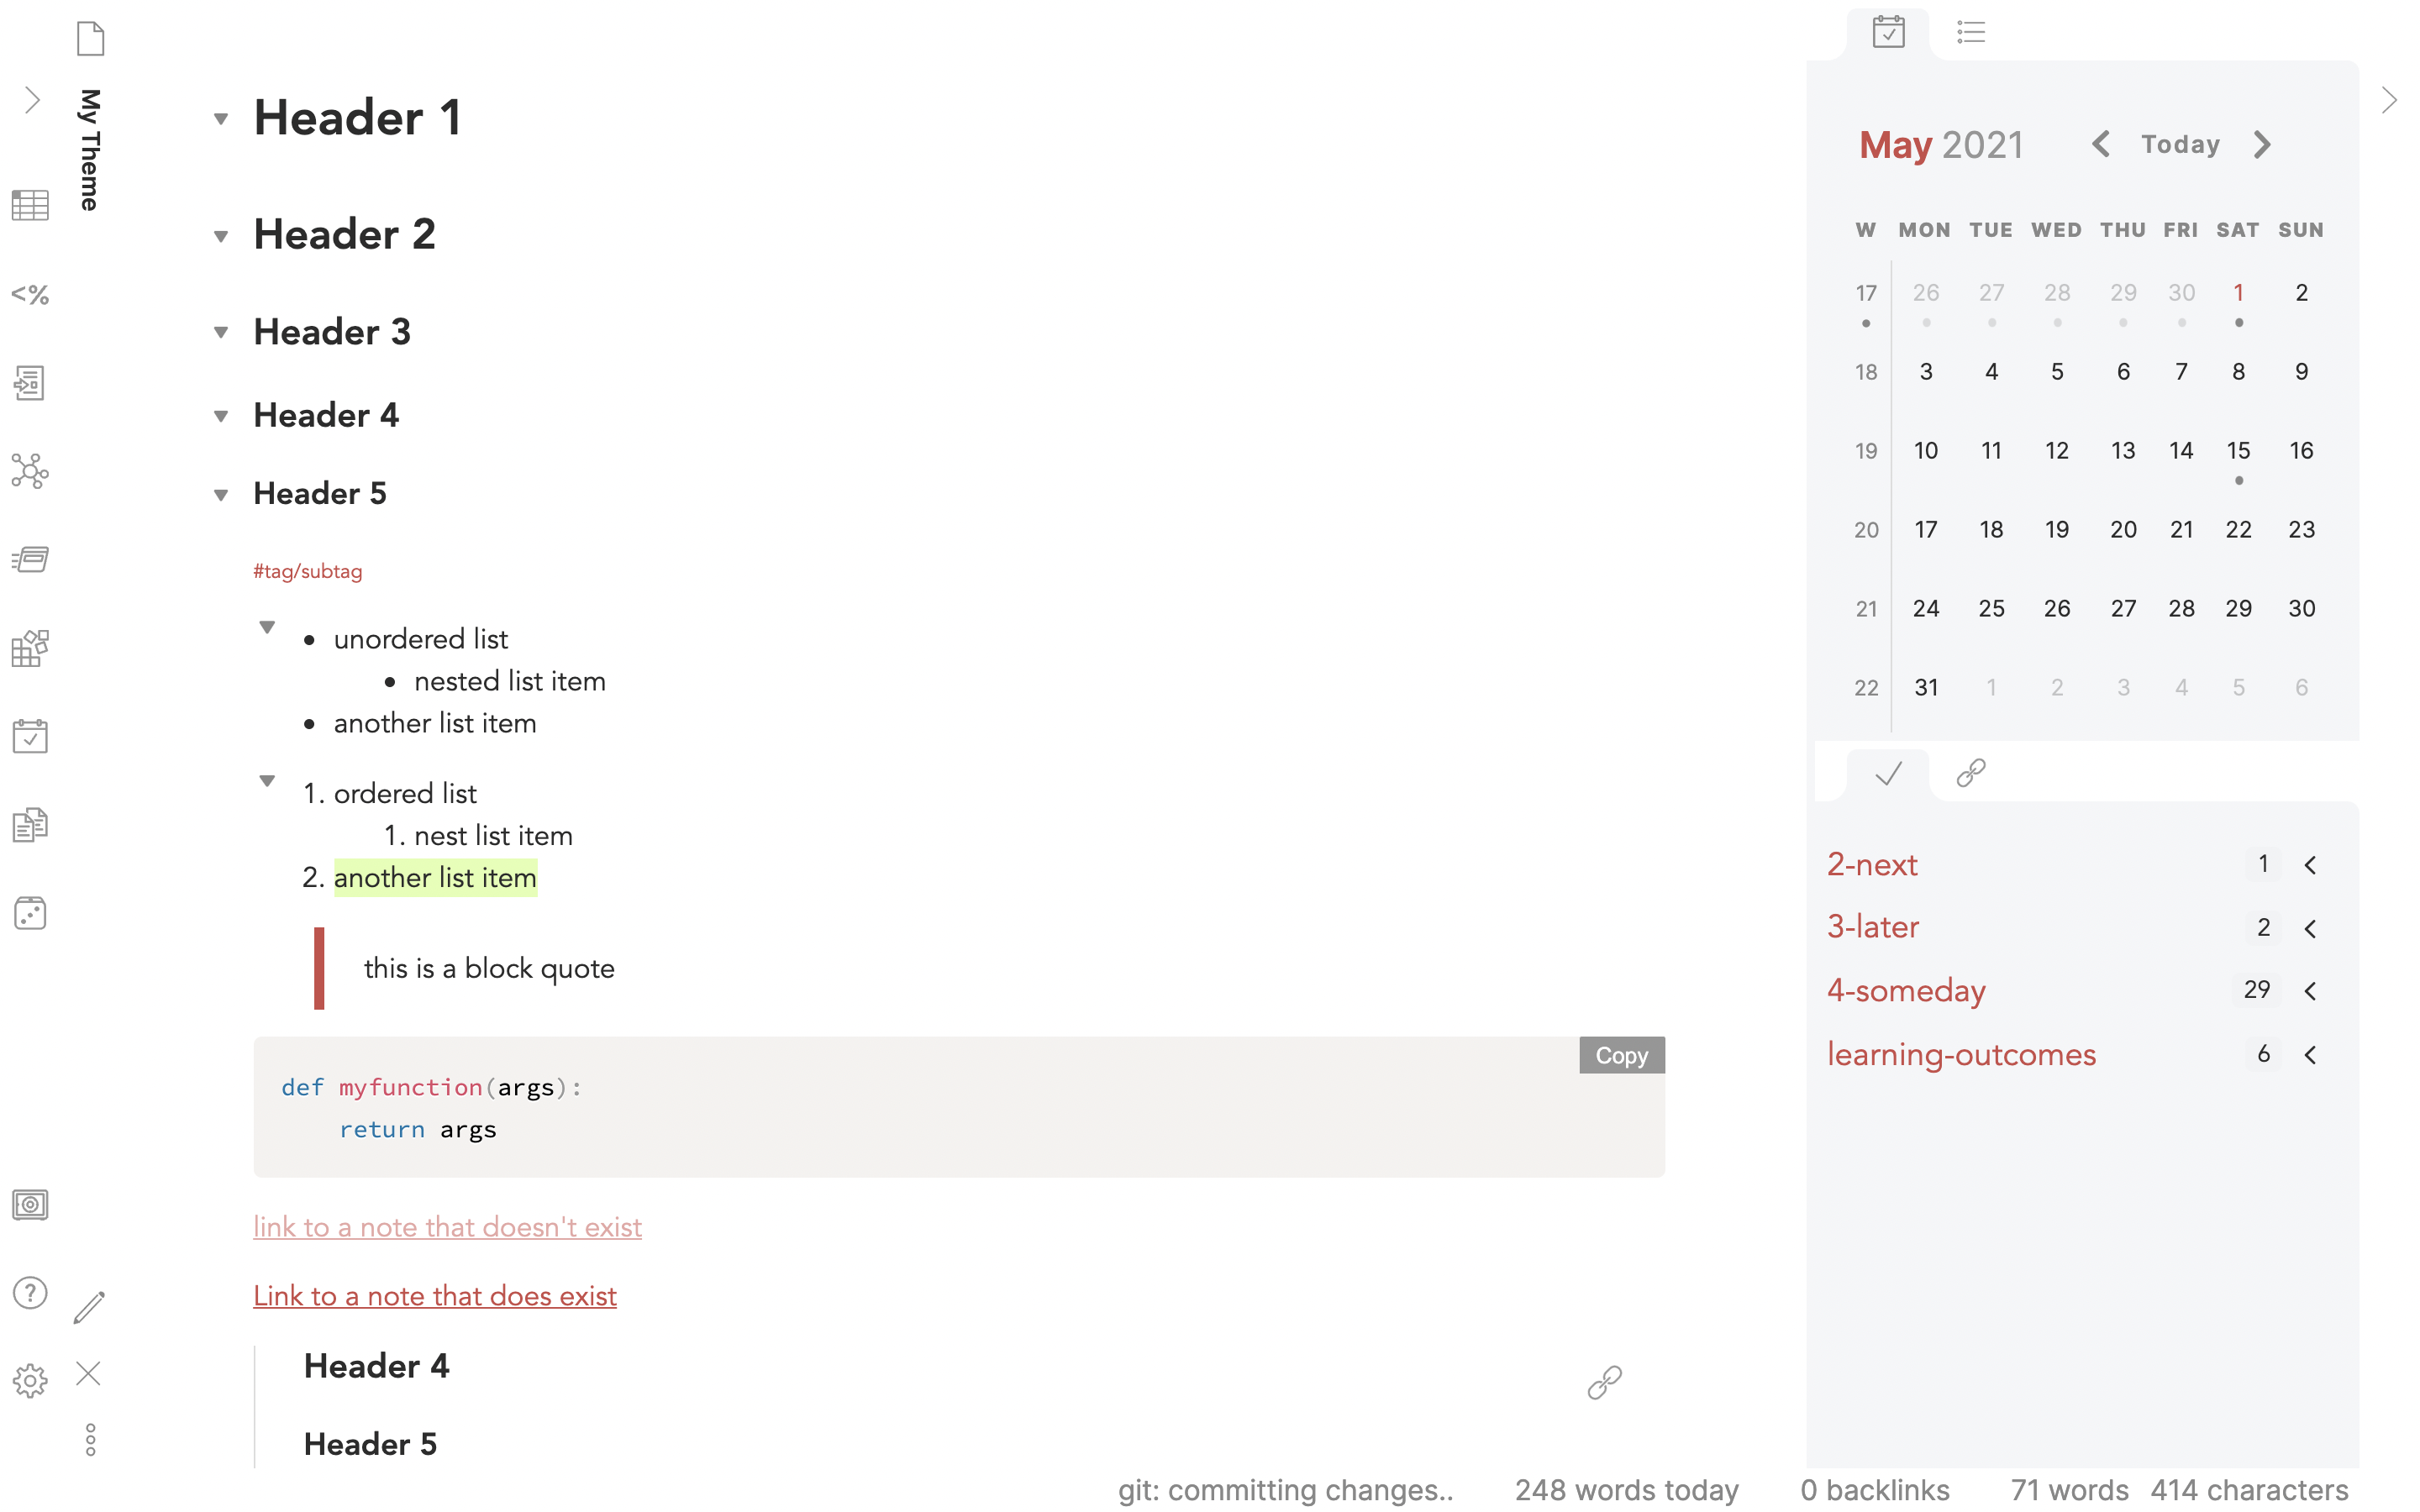 My Theme
<%
Header 1
Header 2
Header 3
Header 4
Header 5
#tag/subtag
• unordered list
• nested list item
• another list item
1. ordered list
1. nest list item
2. another list item
this is a block quote
Copy
def myfunction(args):
return args
link to a note that doesn't exist
Link to a note that does exist
Header 4
Header 5
May 2021 Today
W MON TUE WED THU FRI SAT SUN
17 26 27 28 29 30 1 2
18 3 4 5 6 7 8 9
19 10 11 12 13 14 15 16
20 17 18 19 20 21 22 23
21 24 25 26 27 28 29 30
22 31 1 2 3 4 5 6
2-next 1
3-later 2
4-someday 29
learning-outcomes 6
git: committing changes.. 248 words today 0 backlinks 71 words 414 characters